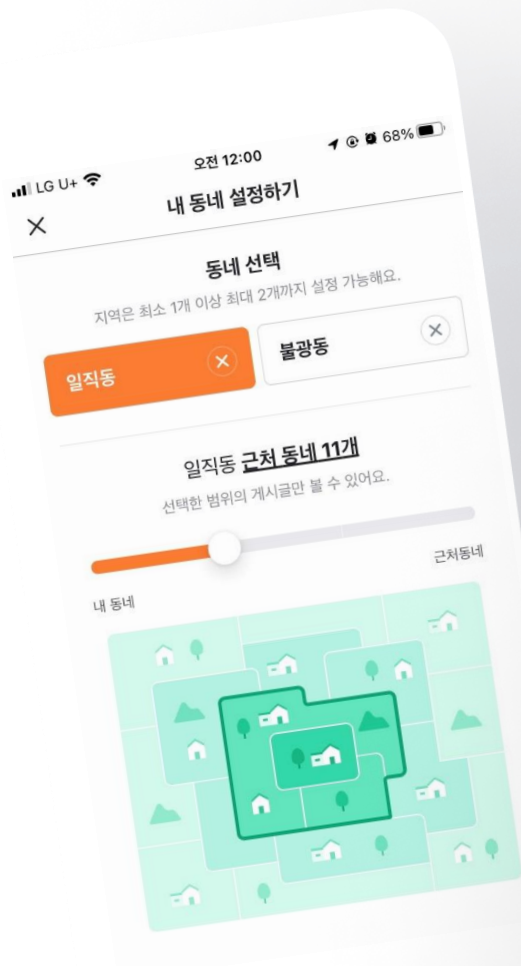 LG U+
오전 12:00
68%
내 동네 설정하기
동네 선택
지역은 최소 1개 이상 최대 2개까지 설정 가능해요.
일직동
불광동
일직동 근처 동네 11개
선택한 범위의 게시글만 볼 수 있어요.
내 동네
근처동네